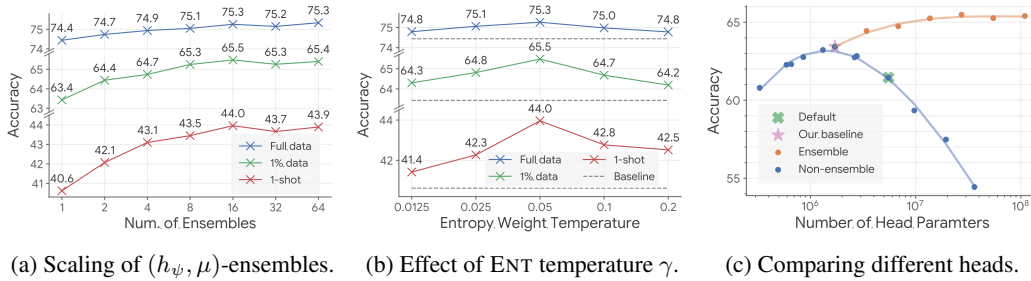 Accuracy
75
74
66
65
64
63
44
43
42
41
74.4
74.7
74.9
75.1
75.3
75.2
75.3
63.4
64.4
64.7
65.3
65.5
65.3
65.4
40.6
42.1
43.1
43.5
44.0
43.7
43.9
Full data
1% data
1-shot
1 2 4 8 16 32 64
Num. of Ensembles
Accuracy
75
74
65
64
63
44
42
74.8
75.1
75.3
75.0
74.8
64.3
64.8
65.5
64.7
64.2
41.4
42.3
44.0
42.8
42.5
Full data 1-shot
1% data Baseline
0.0125 0.025 0.05 0.1 0.2
Entropy Weight Temperature
Accuracy
65
60
55
Default
Our baseline
Ensemble
Non-ensemble
10⁶ 10⁷ 10⁸
Number of Head Paramters
(a) Scaling of (hψ, μ)-ensembles. (b) Effect of ENT temperature γ. (c) Comparing different heads.